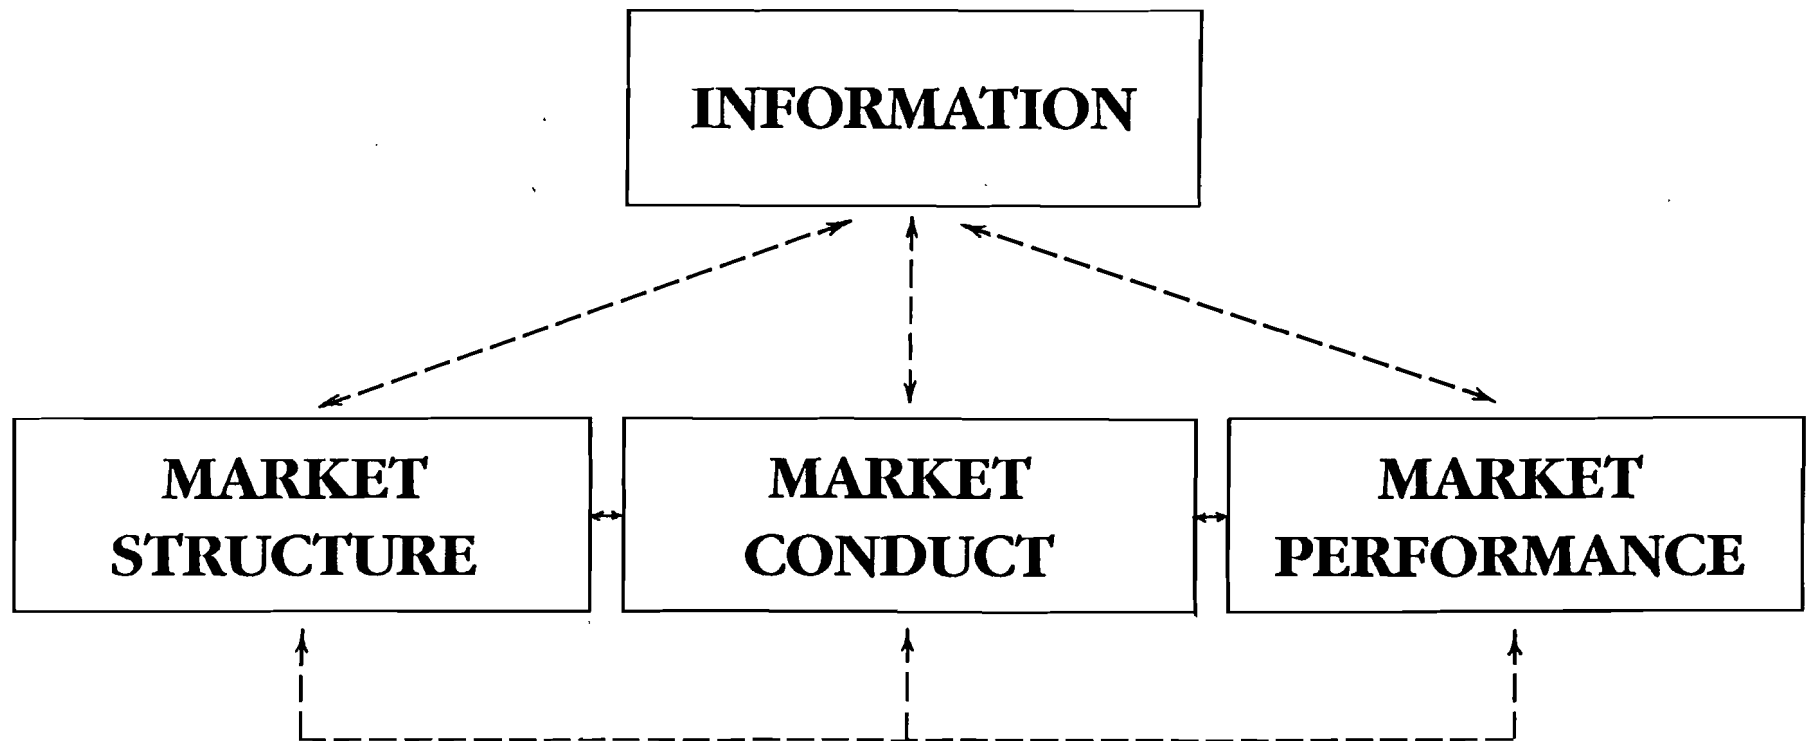 INFORMATION
MARKET
STRUCTURE
MARKET
CONDUCT
MARKET
PERFORMANCE